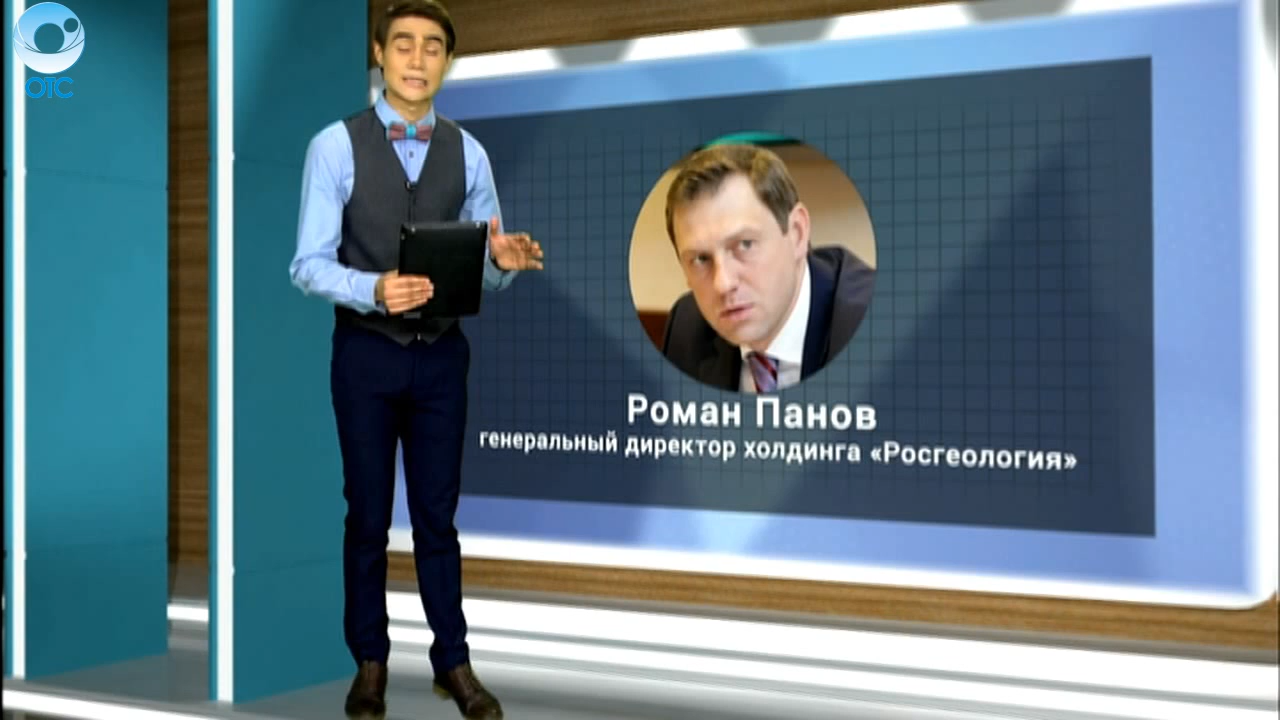 ОТС
Роман Панов
генеральный директор холдинга «Росгеология»